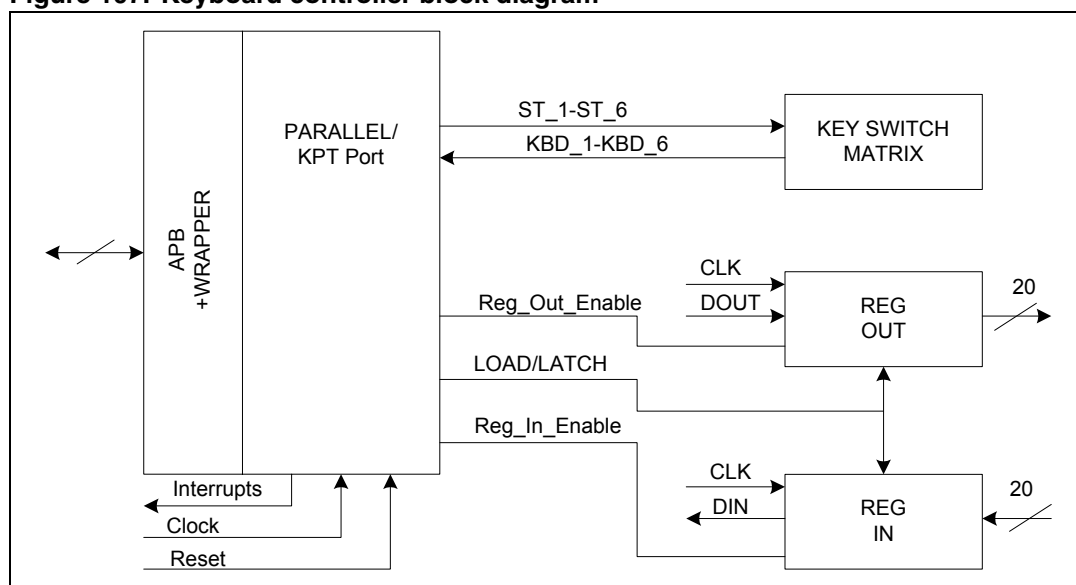 Figure Keyboard controller block diagram
APB
+WRAPPER
PARALLEL/
KPT Port
ST_1-ST_6
KBD_1-KBD_6
KEY SWITCH
MATRIX
Reg_Out_Enable
CLK
DOUT
REG
OUT
20
LOAD/LATCH
Reg_In_Enable
CLK
DIN
REG
IN
20
Interrupts
Clock
Reset